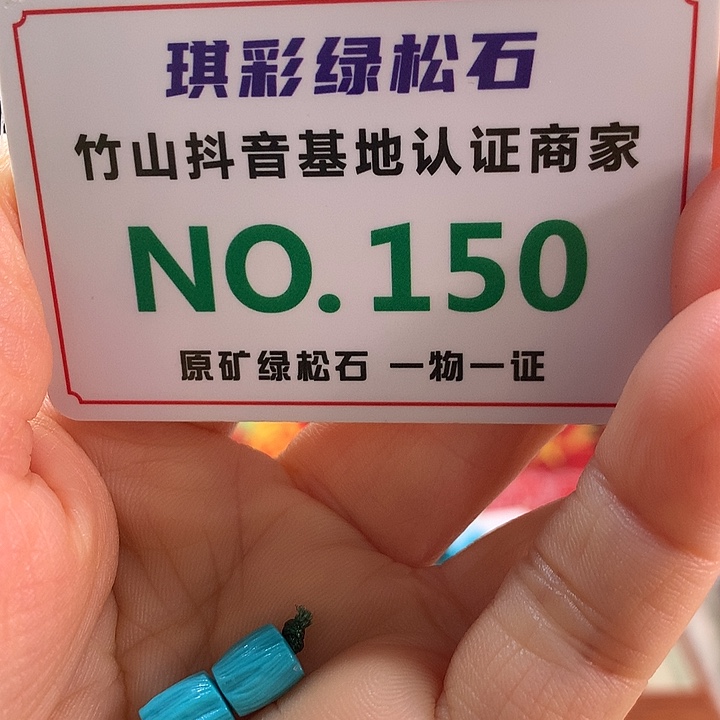 琪彩绿松石
竹山抖音基地认证商家
NO.150
原矿绿松石 一物一证